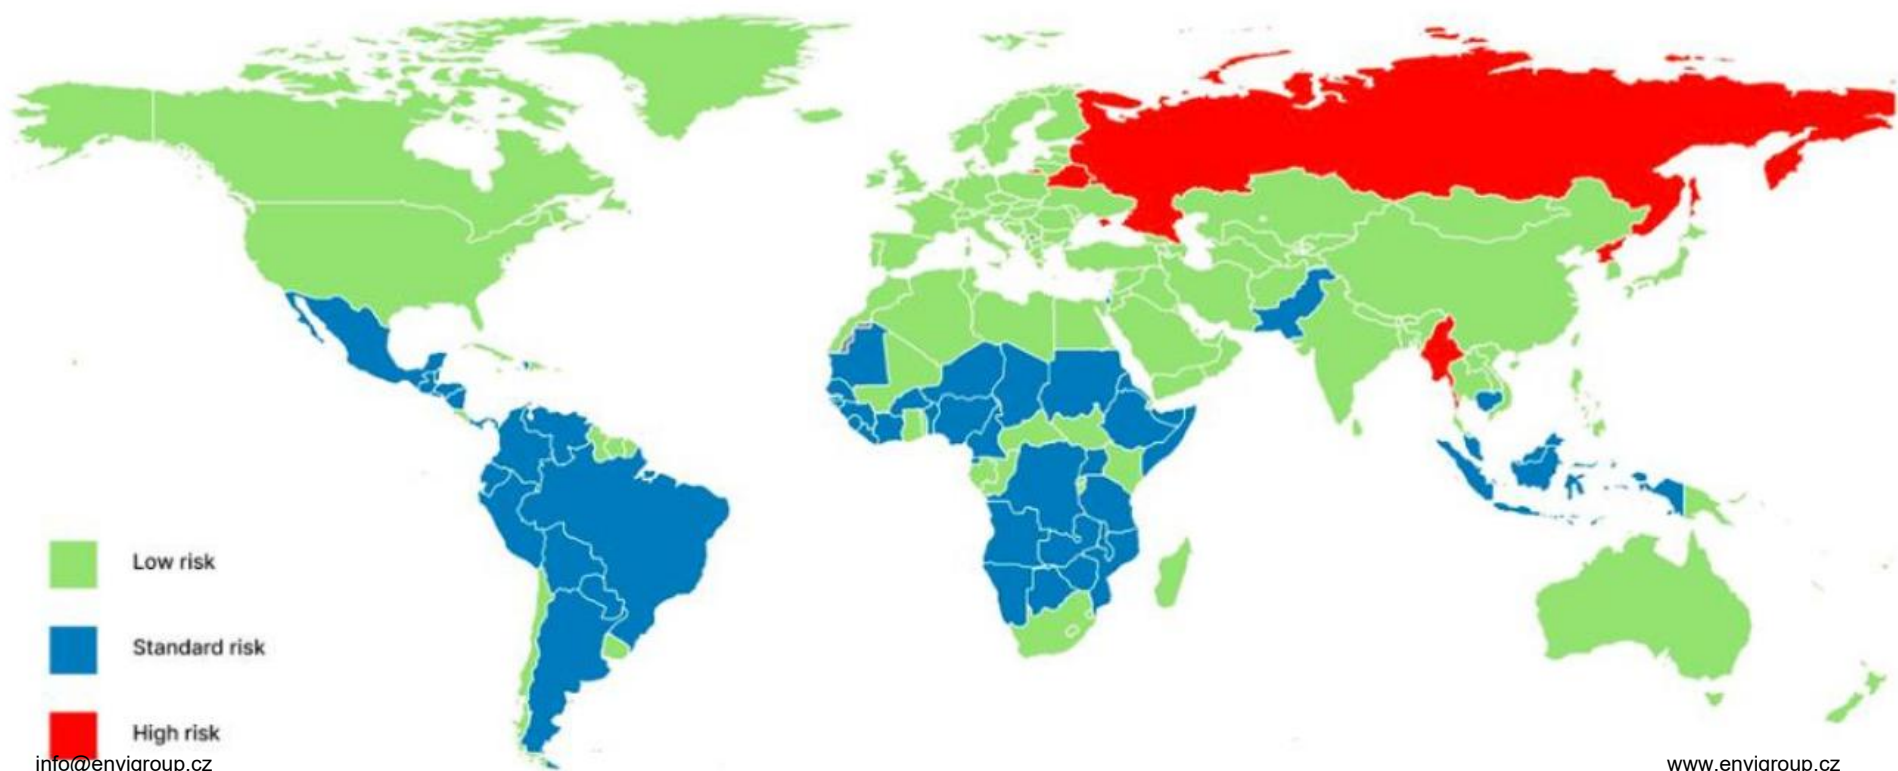 Low risk
Standard risk
High risk
info@envigroup.cz
www.envigroup.cz